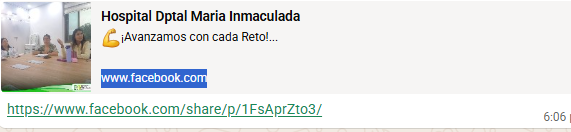 Hospital Dptal Maria Inmaculada
💪¡Avanzamos con cada Reto!...
www.facebook.com
https://www.facebook.com/share/p/1FsAprZto3/
6:06 p